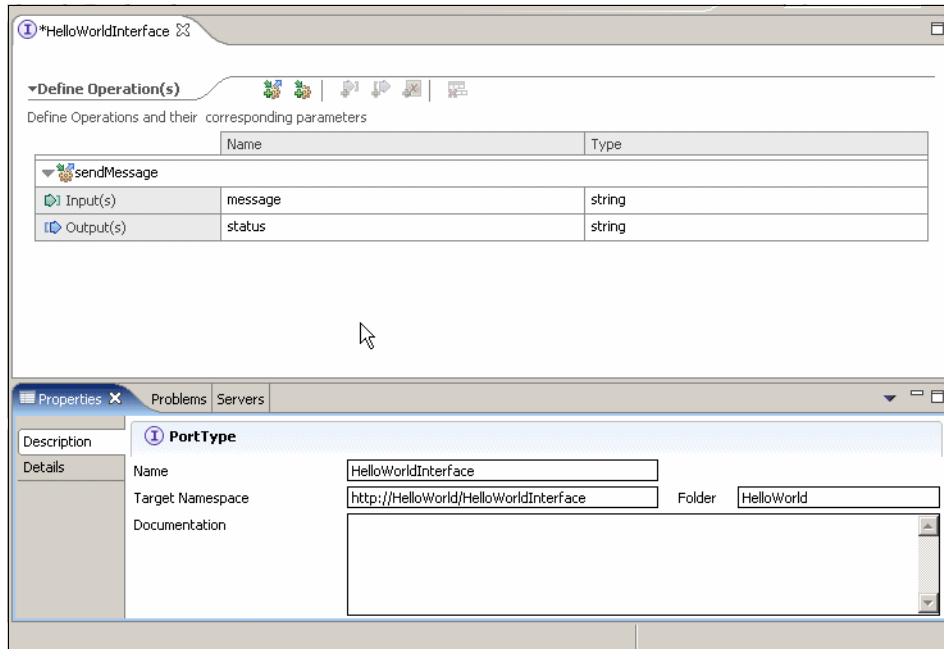 *HelloWorldInterface
Define Operation(s)
Define Operations and their corresponding parameters
Name Type
sendMessage
Input(s) message string
Output(s) status string
Properties Problems Servers
Description PortType
Details Name HelloWorldInterface
Target Namespace http://HelloWorld/HelloWorldInterface Folder HelloWorld
Documentation